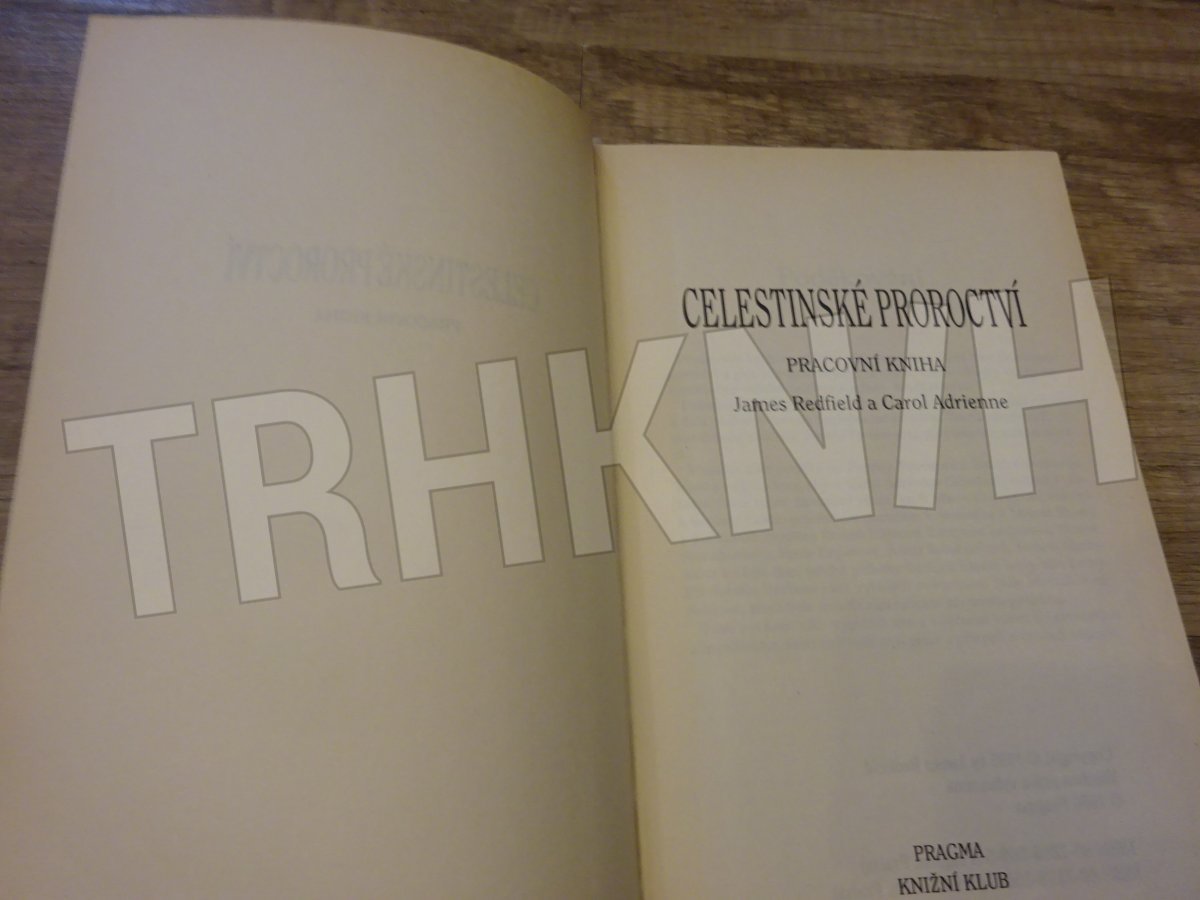 CELESTINSKÉ PROROCTVÍ
PRACOVNÍ KNIHA
James Redfield a Carol Adrienne
TRHKNIH
PRAGMA
KNIŽNÍ KLUB